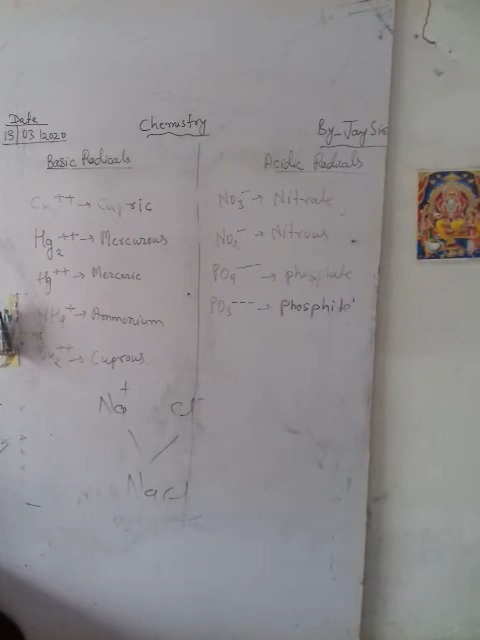 Date
Chemistry
By-Jay Sir
13/03/2020
Basic Radicals
Acidic Radicals
Cu⁺⁺ → Cupric
NO₃⁻ → Nitrate
Hg₂⁺⁺ → Mercurous
NO₂⁻ → Nitrous
Hg⁺⁺ → Mercuric
PO₄⁻⁻⁻ → phosphate
NH₄⁺ → Ammonium
PO₃⁻⁻⁻ → phosphite
Cu₂⁺⁺ → Cuprous
Na⁺ Cl⁻
NaCl